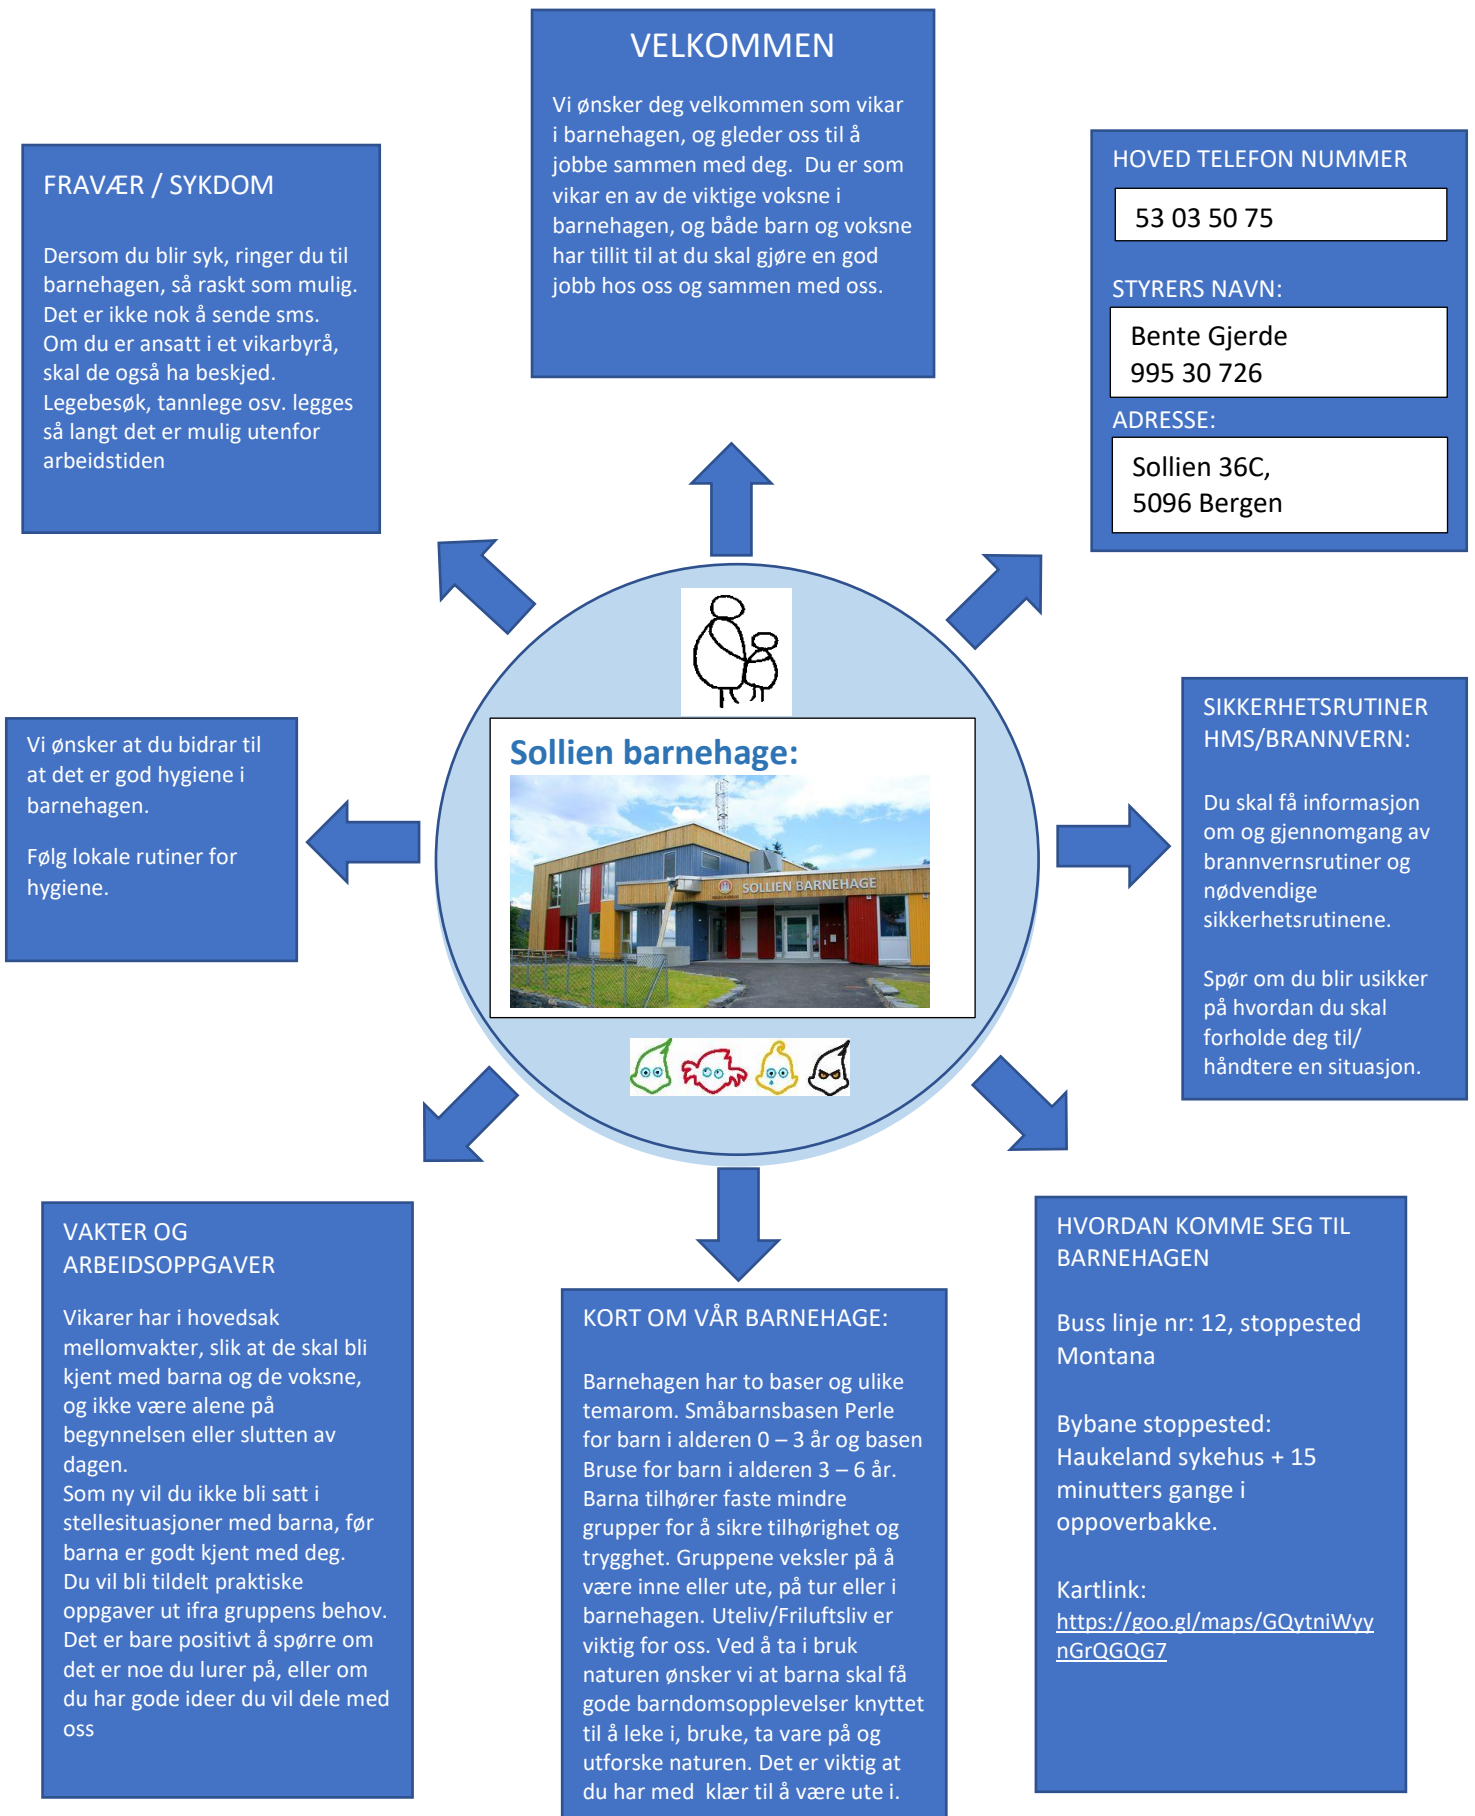 VELKOMMEN
Vi ønsker deg velkommen som vikar
i barnehagen, og gleder oss til å
jobbe sammen med deg.  Du er som
vikar en av de viktige voksne i
barnehagen, og både barn og voksne
har tillit til at du skal gjøre en god
jobb hos oss og sammen med oss.
FRAVÆR / SYKDOM
Dersom du blir syk, ringer du til
barnehagen, så raskt som mulig.
Det er ikke nok å sende sms.
Om du er ansatt i et vikarbyrå,
skal de også ha beskjed.
Legebesøk, tannlege osv. legges
så langt det er mulig utenfor
arbeidstiden
HOVED TELEFON NUMMER
53 03 50 75
STYRERS NAVN:
Bente Gjerde
995 30 726
ADRESSE:
Sollien 36C,
5096 Bergen
Vi ønsker at du bidrar til
at det er god hygiene i
barnehagen.
Følg lokale rutiner for
hygiene.
Sollien barnehage:
SOLLIEN BARNEHAGE
SIKKERHETSRUTINER
HMS/BRANNVERN:
Du skal få informasjon
om og gjennomgang av
brannvernsrutiner og
nødvendige
sikkerhetsrutinene.
Spør om du blir usikker
på hvordan du skal
forholde deg til/
håndtere en situasjon.
VAKTER OG
ARBEIDSOPPGAVER
Vikarer har i hovedsak
mellomvakter, slik at de skal bli
kjent med barna og de voksne,
og ikke være alene på
begynnelsen eller slutten av
dagen.
Som ny vil du ikke bli satt i
stellesituasjoner med barna, før
barna er godt kjent med deg.
Du vil bli tildelt praktiske
oppgaver ut ifra gruppens behov.
Det er bare positivt å spørre om
det er noe du lurer på, eller om
du har gode ideer du vil dele med
oss
KORT OM VÅR BARNEHAGE:
Barnehagen har to baser og ulike
temarom. Småbarnsbasen Perle
for barn i alderen 0 – 3 år og basen
Bruse for barn i alderen 3 – 6 år.
Barna tilhører faste mindre
grupper for å sikre tilhørighet og
trygghet. Gruppene veksler på å
være inne eller ute, på tur eller i
barnehagen. Uteliv/Friluftsliv er
viktig for oss. Ved å ta i bruk
naturen ønsker vi at barna skal få
gode barndomsopplevelser knyttet
til å leke i, bruke, ta vare på og
utforske naturen. Det er viktig at
du har med  klær til å være ute i.
HVORDAN KOMME SEG TIL
BARNEHAGEN
Buss linje nr: 12, stoppested
Montana
Bybane stoppested:
Haukeland sykehus + 15
minutters gange i
oppoverbakke.
Kartlink:
https://goo.gl/maps/GQytniWyy
nGrQGQG7